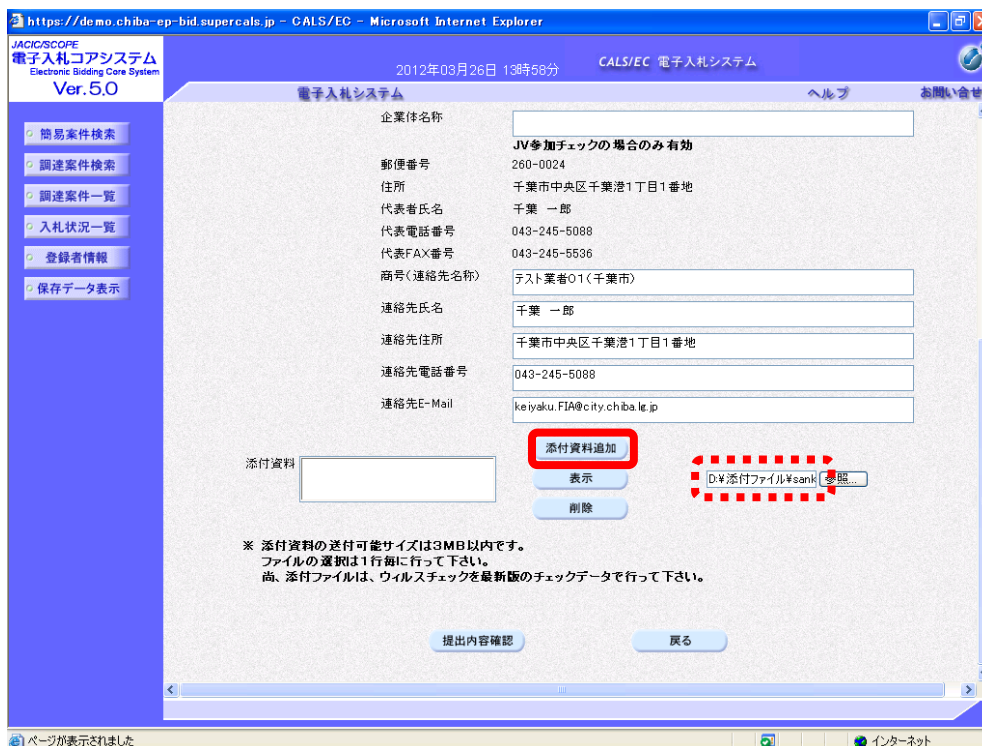 https://demo.chiba-ep-bid.supercals.jp - CALS/EC - Microsoft Internet Explorer
JACIC/SCOPE
電子入札コアシステム
Electronic Bidding Core System
Ver.5.0
2012年03月26日 13時58分
CALS/EC 電子入札システム
電子入札システム
ヘルプ
お問い合せ
簡易案件検索
調達案件検索
調達案件一覧
入札状況一覧
登録者情報
保存データ表示
企業体名称
JV参加チェックの場合のみ有効
郵便番号 260-0024
住所 千葉市中央区千葉港1丁目1番地
代表者氏名 千葉 一郎
代表電話番号 043-245-5088
代表FAX番号 043-245-5536
商号(連絡先名称) テスト業者01(千葉市)
連絡先氏名 千葉 一郎
連絡先住所 千葉市中央区千葉港1丁目1番地
連絡先電話番号 043-245-5088
連絡先E-Mail keiyaku.FIA@city.chiba.lg.jp
添付資料追加
添付資料
表示
D:¥添付ファイル¥sank 参照...
削除
※ 添付資料の送付可能サイズは3MB以内です。
ファイルの選択は1行毎に行って下さい。
尚、添付ファイルは、ウィルスチェックを最新版のチェックデータで行って下さい。
提出内容確認
戻る
ページが表示されました
インターネット